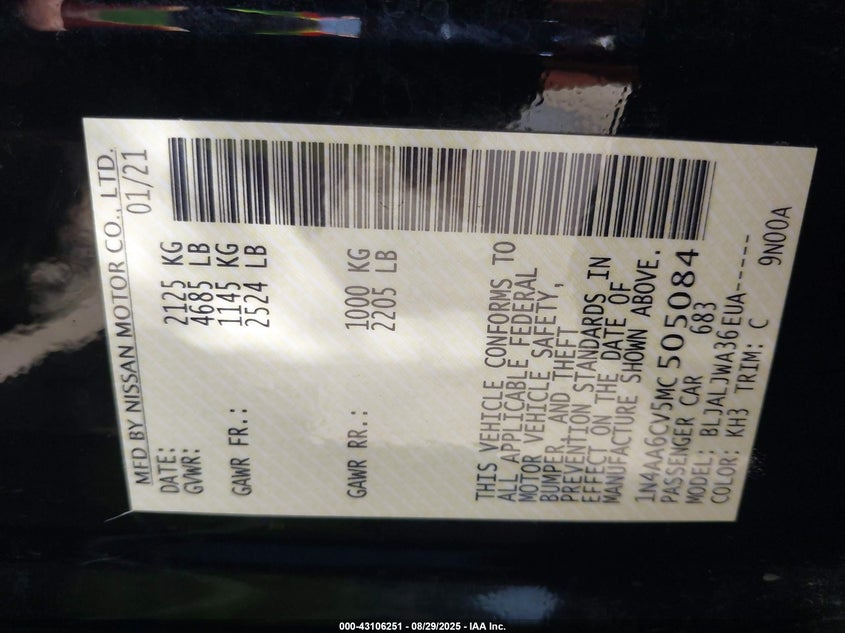 MFD BY NISSAN MOTOR CO., LTD.
DATE: 01/21
GVWR: 2125 KG
4685 LB
GAWR FR.: 1145 KG
2524 LB
GAWR RR.: 1000 KG
2205 LB
THIS VEHICLE CONFORMS TO
ALL APPLICABLE FEDERAL
MOTOR VEHICLE SAFETY,
BUMPER, AND THEFT
PREVENTION STANDARDS IN
EFFECT ON THE DATE OF
MANUFACTURE SHOWN ABOVE.
1N4AA6CV5MC505084
PASSENGER CAR 683
MODEL: BLJALJWA36EUA------
COLOR: KH3 TRIM: C 9N00A
000-43106251 - 08/29/2025 - IAA Inc.